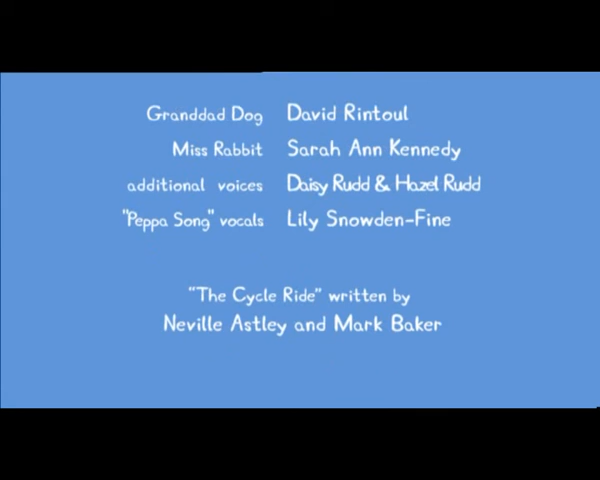 Granddad Dog David Rintoul
Miss Rabbit Sarah Ann Kennedy
additional voices Daisy Rudd & Hazel Rudd
"Peppa Song" vocals Lily Snowden-Fine
"The Cycle Ride" written by
Neville Astley and Mark Baker